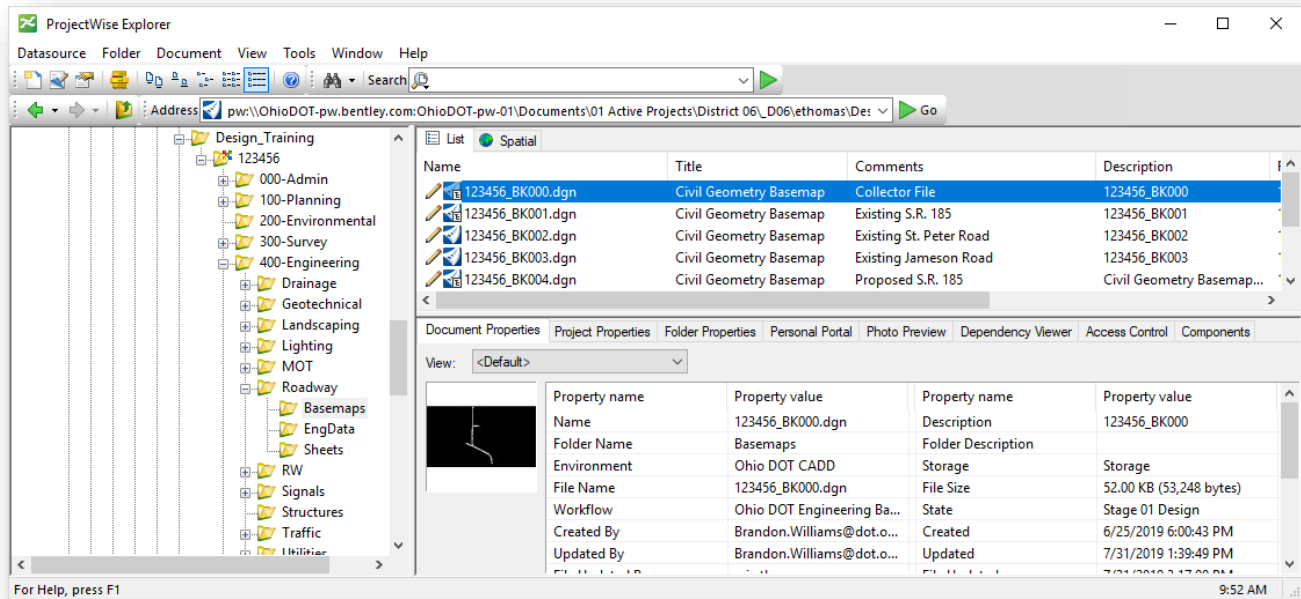 ProjectWise Explorer
Datasource Folder Document View Tools Window Help
Search
Address pw:\\OhioDOT-pw.bentley.com:OhioDOT-pw-01\Documents\01 Active Projects\District 06\_D06\ethomas\Des Go
Design_Training
123456
000-Admin
100-Planning
200-Environmental
300-Survey
400-Engineering
Drainage
Geotechnical
Landscaping
Lighting
MOT
Roadway
Basemaps
EngData
Sheets
RW
Signals
Structures
Traffic
Utilities
List Spatial
Name Title Comments Description
123456_BK000.dgn Civil Geometry Basemap Collector File 123456_BK000
123456_BK001.dgn Civil Geometry Basemap Existing S.R. 185 123456_BK001
123456_BK002.dgn Civil Geometry Basemap Existing St. Peter Road 123456_BK002
123456_BK003.dgn Civil Geometry Basemap Existing Jameson Road 123456_BK003
123456_BK004.dgn Civil Geometry Basemap Proposed S.R. 185 Civil Geometry Basemap...
Document Properties Project Properties Folder Properties Personal Portal Photo Preview Dependency Viewer Access Control Components
View: <Default>
Property name Property value Property name Property value
Name 123456_BK000.dgn Description 123456_BK000
Folder Name Basemaps Folder Description
Environment Ohio DOT CADD Storage Storage
File Name 123456_BK000.dgn File Size 52.00 KB (53,248 bytes)
Workflow Ohio DOT Engineering Ba... State Stage 01 Design
Created By Brandon.Williams@dot.o... Created 6/25/2019 6:00:43 PM
Updated By Brandon.Williams@dot.o... Updated 7/31/2019 1:39:49 PM
For Help, press F1 9:52 AM